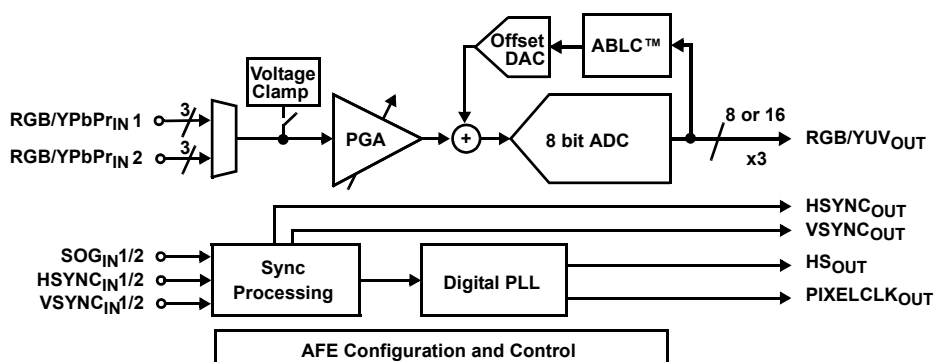 Offset
DAC
ABLC™
Voltage
Clamp
RGB/YPbPrIN 1
3
PGA
+
8 bit ADC
8 or 16
x3
RGB/YUVOUT
RGB/YPbPrIN 2
3
HSYNCOUT
VSYNCOUT
SOGIN1/2
HSYNCIN1/2
VSYNCIN1/2
Sync
Processing
Digital PLL
HSOUT
PIXELCLKOUT
AFE Configuration and Control